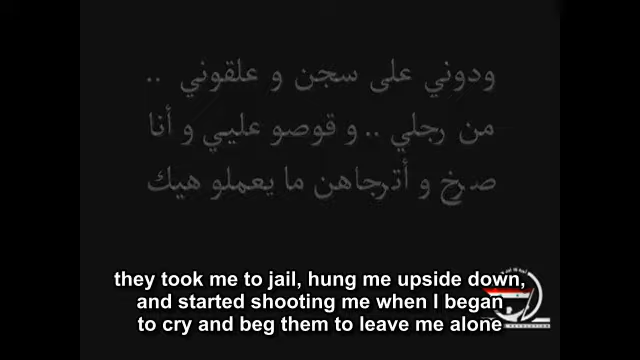 ودوني على سجن و علقوني ..
من رجلي .. و قوصو عليي و أنا
صرخ و أترجاهن ما يعملو هيك
they took me to jail, hung me upside down,
and started shooting me when I began
to cry and beg them to leave me alone